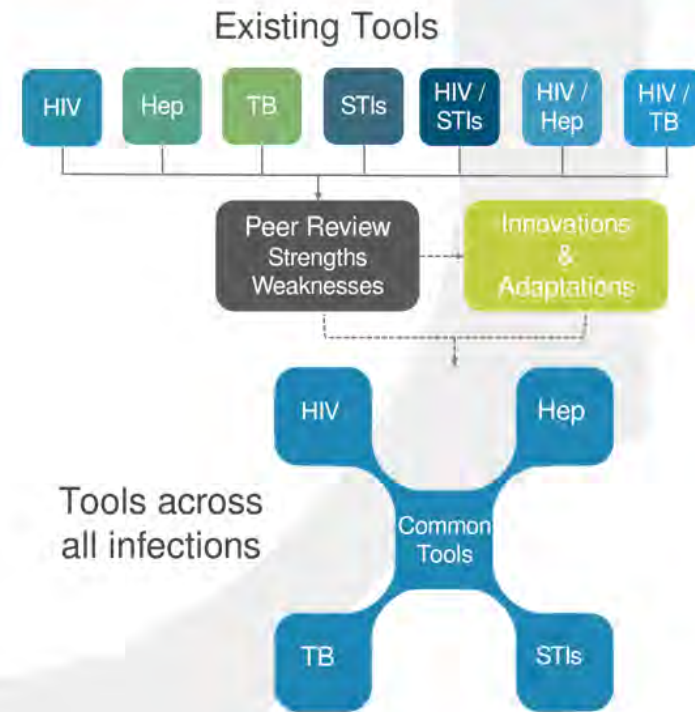 Existing Tools
HIV
Hep
TB
STIs
HIV /
STIs
HIV /
Hep
HIV /
TB
Peer Review
Strengths
Weaknesses
Innovations
&
Adaptations
HIV
Hep
Tools across
all infections
Common
Tools
TB
STIs